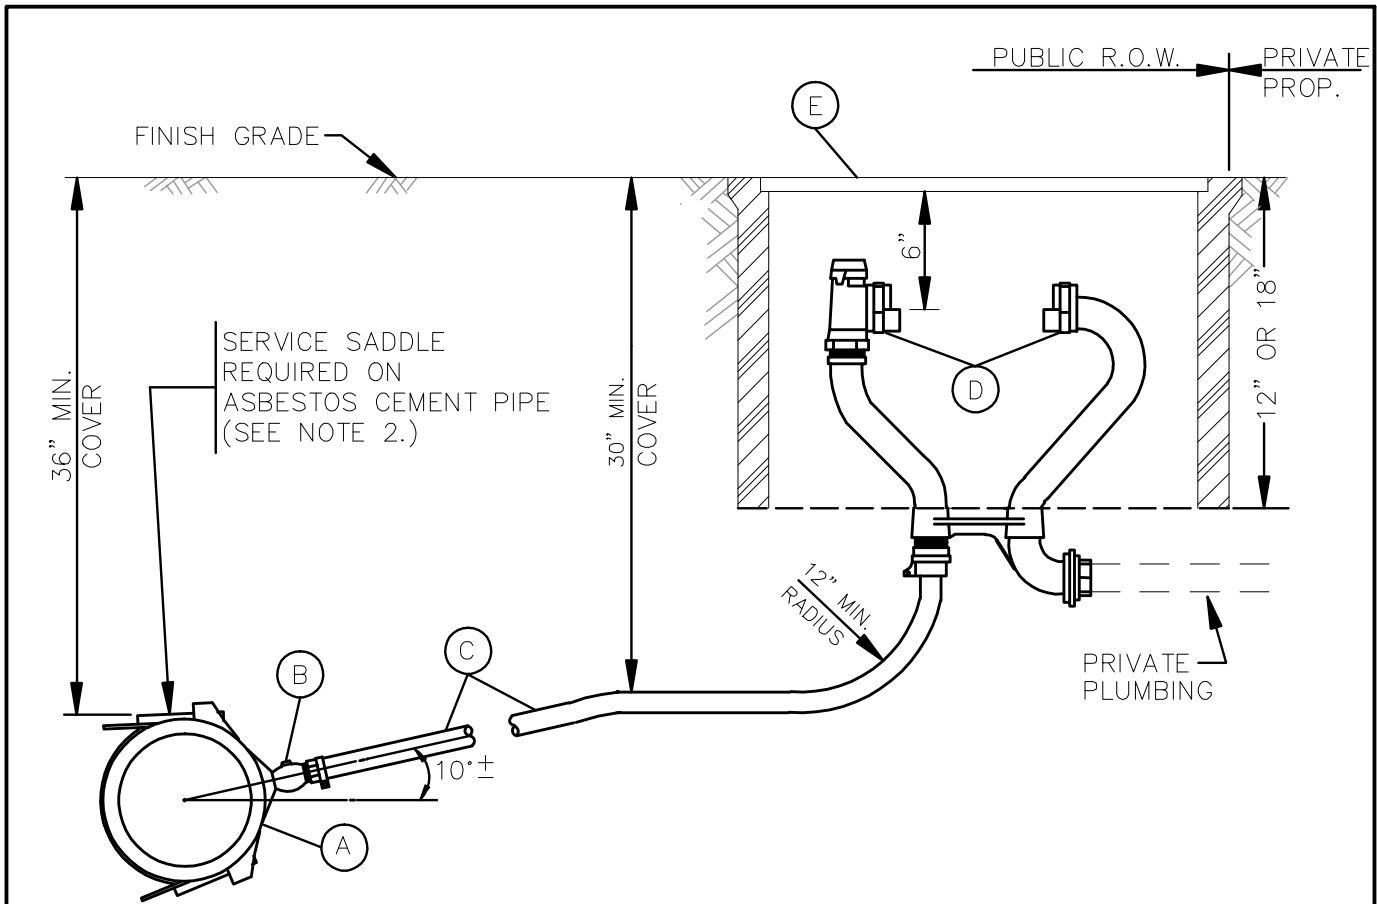 PUBLIC R.O.W.
PRIVATE
PROP.
E
FINISH GRADE
6”
12” OR 18”
SERVICE SADDLE
REQUIRED ON
ASBESTOS CEMENT PIPE
(SEE NOTE 2.)
D
36” MIN.
COVER
30” MIN.
COVER
12” MIN.
RADIUS
PRIVATE
PLUMBING
C
B
10°±
A